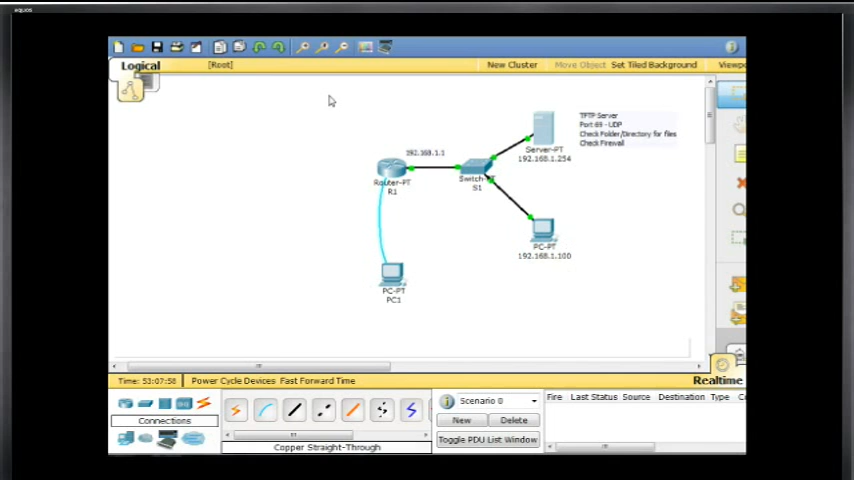 aquos
Logical
[Root]
New Cluster
Move Object
Set Tiled Background
Viewpo
TFTP Server
Port 69 - UDP
Check Folder/Directory for files
Check Firewall
192.168.1.1
Server-PT
192.168.1.254
Router-PT
R1
Switch-PT
S1
PC-PT
192.168.1.100
PC-PT
PC1
Time: 53:07:58
Power Cycle Devices Fast Forward Time
Realtime
Connections
Copper Straight-Through
Scenario 0
New
Delete
Toggle PDU List Window
Fire
Last Status
Source
Destination
Type